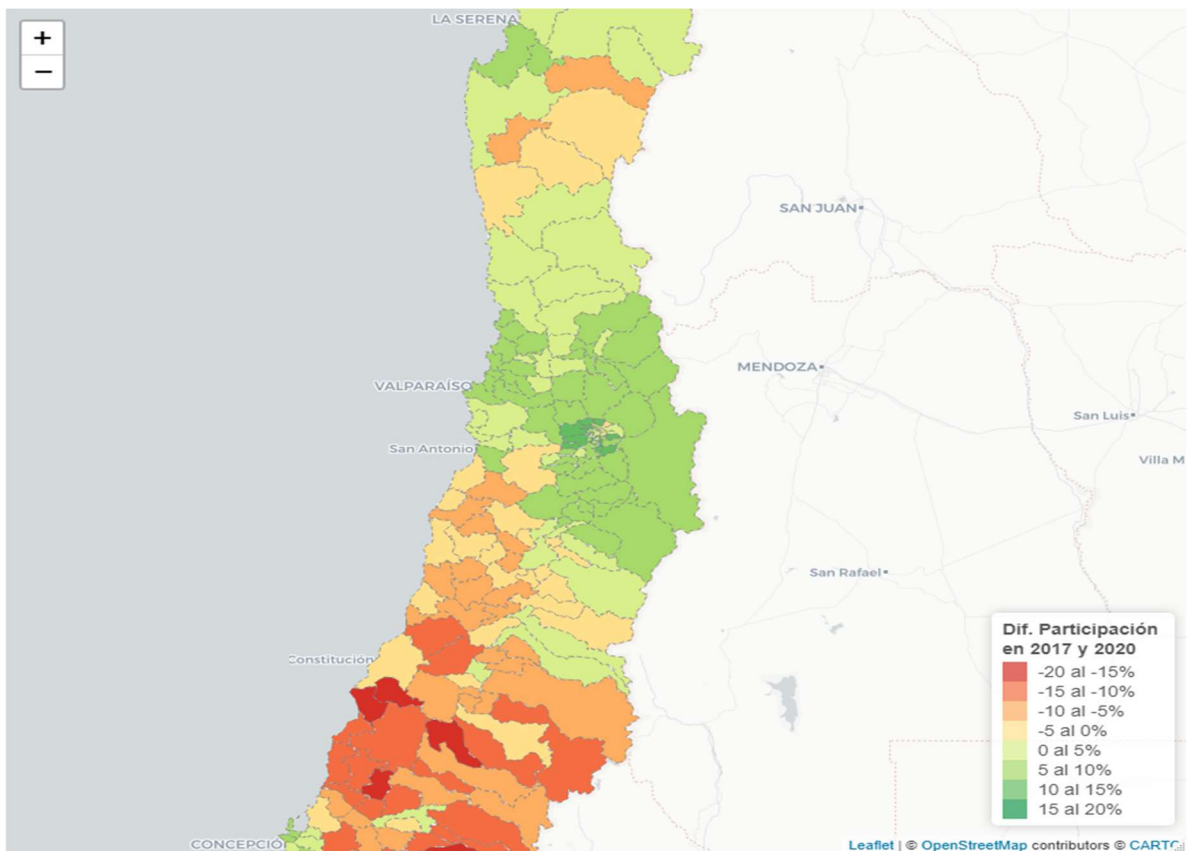 +
−
LA SERENA
SAN JUAN
MENDOZA
VALPARAÍSO
San Luis
San Antonio
Villa M
San Rafael
Constitución
CONCEPCIÓ
Dif. Participación
en 2017 y 2020
-20 al -15%
-15 al -10%
-10 al -5%
-5 al 0%
0 al 5%
5 al 10%
10 al 15%
15 al 20%
Leaflet | © OpenStreetMap contributors © CARTO